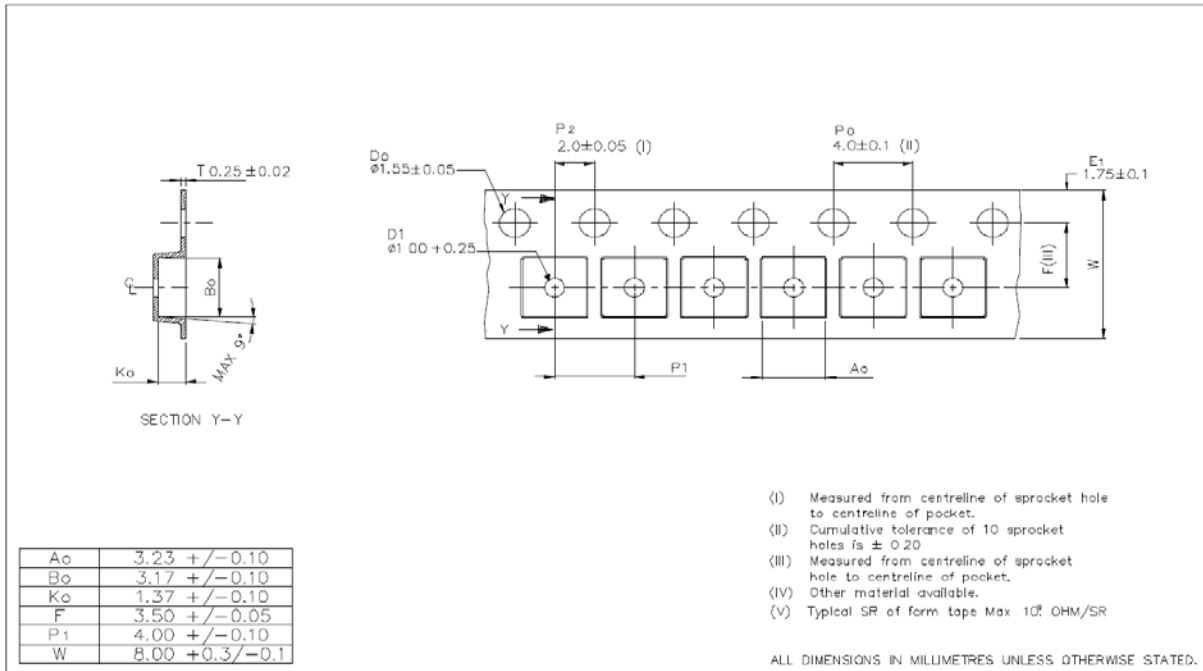 P2
2.0±0.05 (I)
Po
4.0±0.1 (II)
Do
ø1.55±0.05
E1
1.75±0.1
T 0.25±0.02
Y
D1
ø1.00 +0.25
F(III)
W
Bo
Y
MAX 9°
Ko
P1
Ao
SECTION Y-Y
(I) Measured from centreline of sprocket hole
to centreline of pocket.
(II) Cumulative tolerance of 10 sprocket
holes is ± 0.20
(III) Measured from centreline of sprocket
hole to centreline of pocket.
(IV) Other material available.
(V) Typical SR of form tape Max OHM/SR
Ao 3.23 +/-0.10
Bo 3.17 +/-0.10
Ko 1.37 +/-0.10
F 3.50 +/-0.05
P1 4.00 +/-0.10
W 8.00 +0.3/-0.1
ALL DIMENSIONS IN MILLIMETRES UNLESS OTHERWISE STATED.